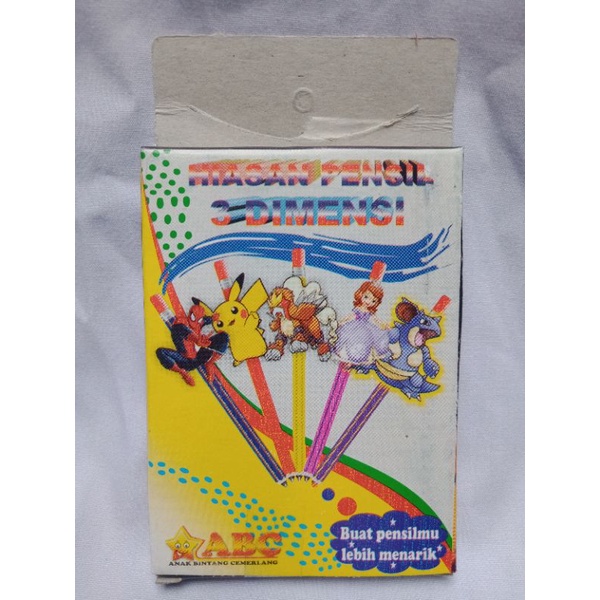 HIASAN PENSIL
3 DIMENSI
ABC
ANAK BINTANG CEMERLANG
Buat pensilmu
lebih menarik